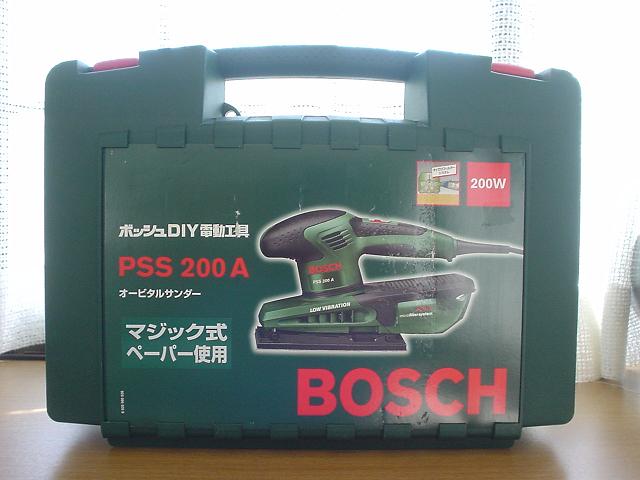 200W
ボッシュDIY電動工具
PSS 200 A
オービタルサンダー
マジック式
ペーパー使用
BOSCH
PSS 200 A
LOW VIBRATION
BOSCH